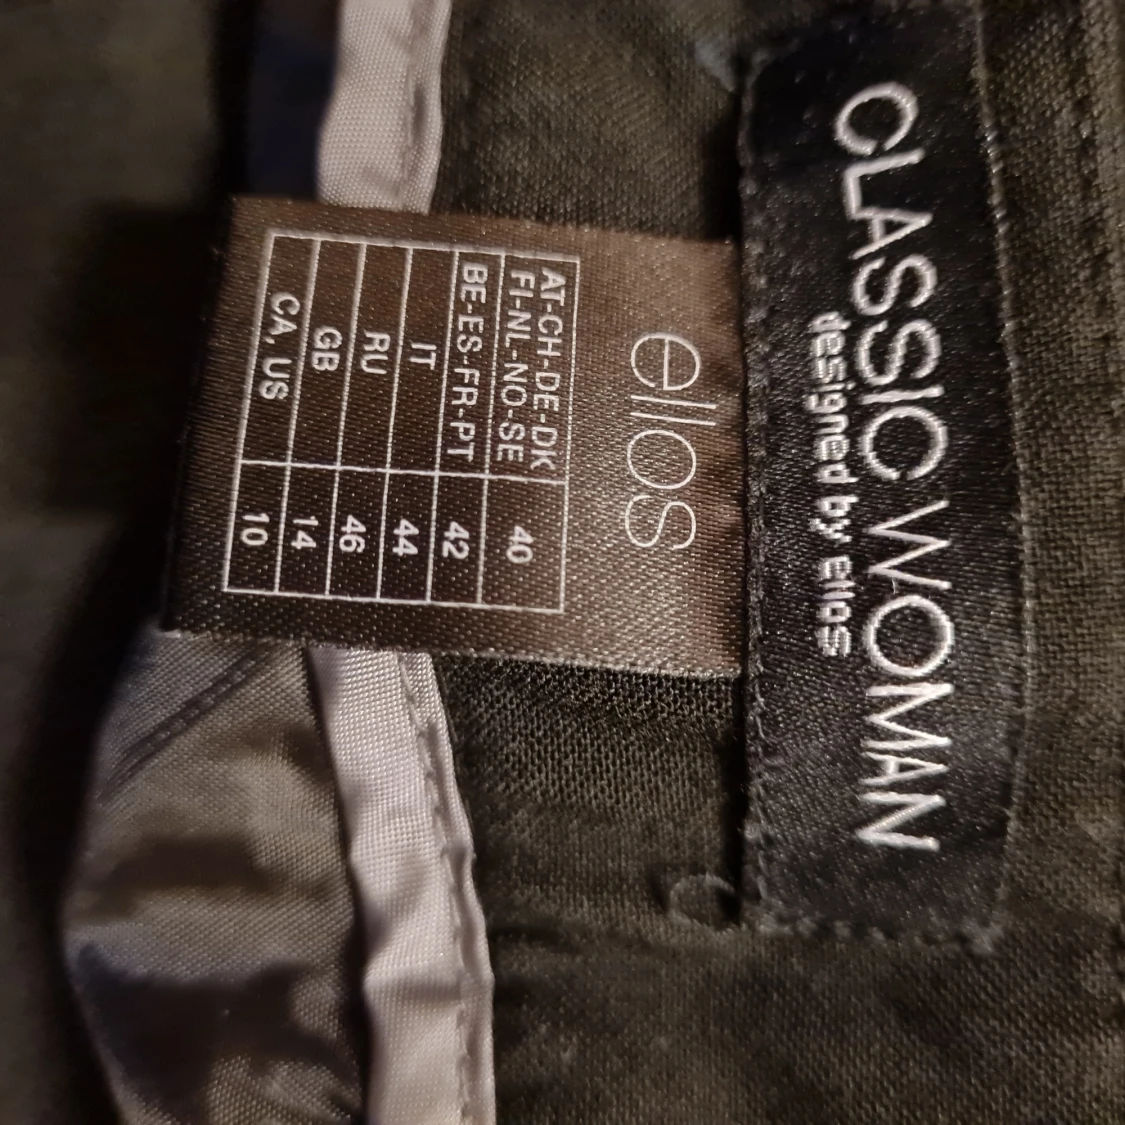 CLASSIC WOMAN
designed by Ellos
ellos
AT-CH-DE-DK
FI-NL-NO-SE 40
BE-ES-FR-PT 42
IT 44
RU 46
GB 14
CA, US 10